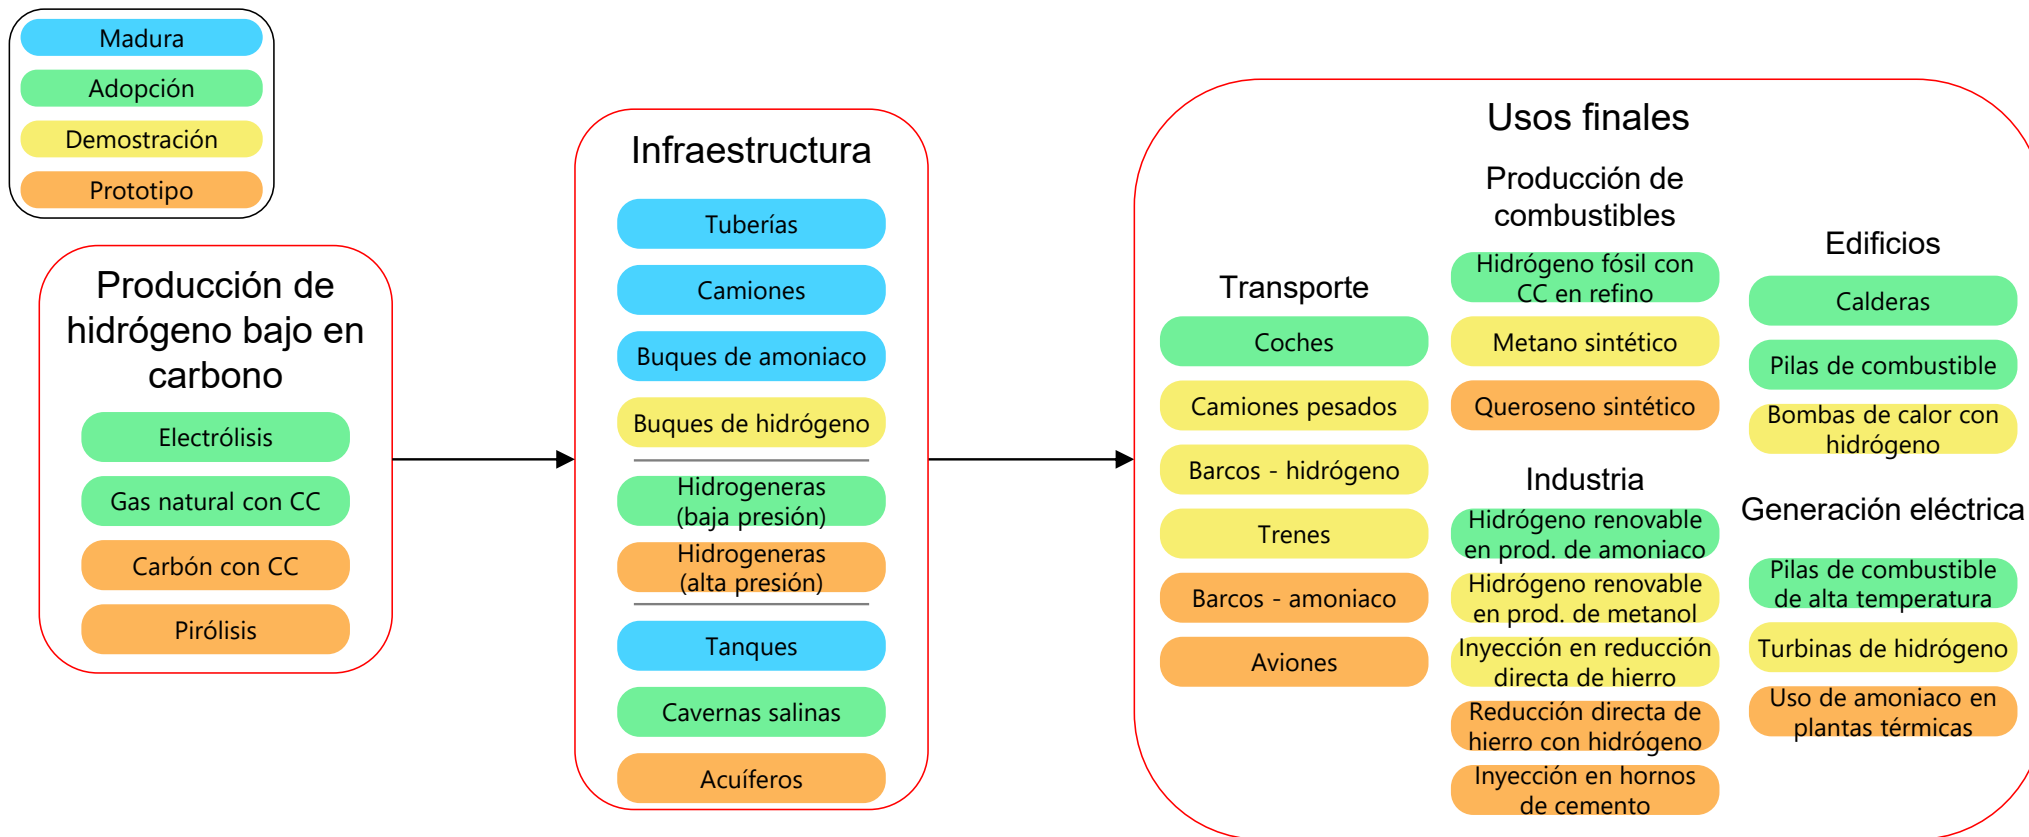 Madura
Adopción
Demostración
Prototipo
Producción de
hidrógeno bajo en
carbono
Electrólisis
Gas natural con CC
Carbón con CC
Pirólisis
Infraestructura
Tuberías
Camiones
Buques de amoniaco
Buques de hidrógeno
Hidrogeneras
(baja presión)
Hidrogeneras
(alta presión)
Tanques
Cavernas salinas
Acuíferos
Usos finales
Transporte
Coches
Camiones pesados
Barcos - hidrógeno
Trenes
Barcos - amoniaco
Aviones
Producción de
combustibles
Hidrógeno fósil con
CC en refino
Metano sintético
Queroseno sintético
Industria
Hidrógeno renovable
en prod. de amoniaco
Hidrógeno renovable
en prod. de metanol
Inyección en reducción
directa de hierro
Reducción directa de
hierro con hidrógeno
Inyección en hornos
de cemento
Edificios
Calderas
Pilas de combustible
Bombas de calor con
hidrógeno
Generación eléctrica
Pilas de combustible
de alta temperatura
Turbinas de hidrógeno
Uso de amoniaco en
plantas térmicas